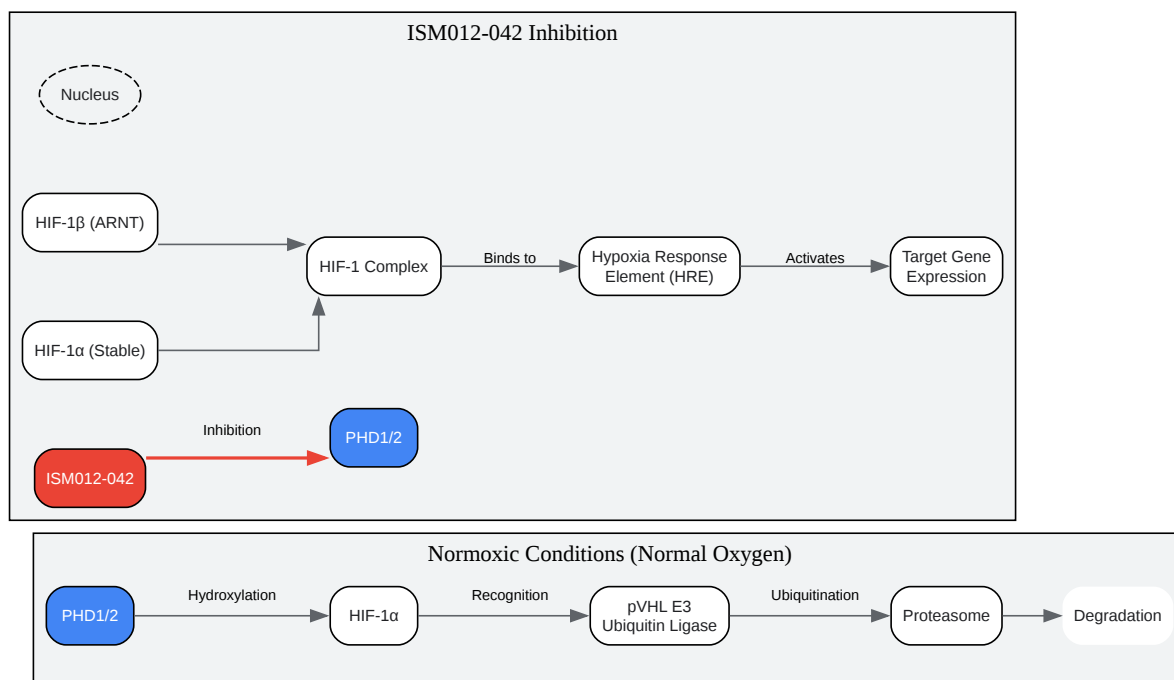 ISM012-042 Inhibition
Nucleus
HIF-1β (ARNT)
HIF-1 Complex
Binds to
Hypoxia Response
Element (HRE)
Activates
Target Gene
Expression
HIF-1α (Stable)
Inhibition
PHD1/2
ISM012-042
Normoxic Conditions (Normal Oxygen)
PHD1/2
Hydroxylation
HIF-1α
Recognition
pVHL E3
Ubiquitin Ligase
Ubiquitination
Proteasome
Degradation